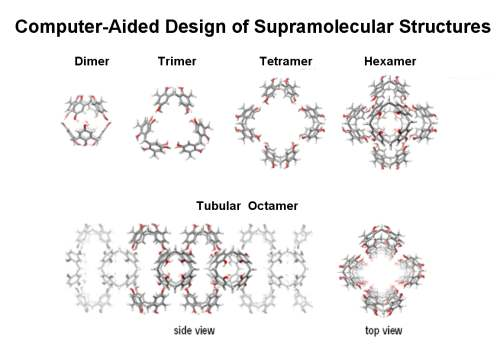 Computer-Aided Design of Supramolecular Structures
Dimer Trimer Tetramer Hexamer
Tubular Octamer
side view top view